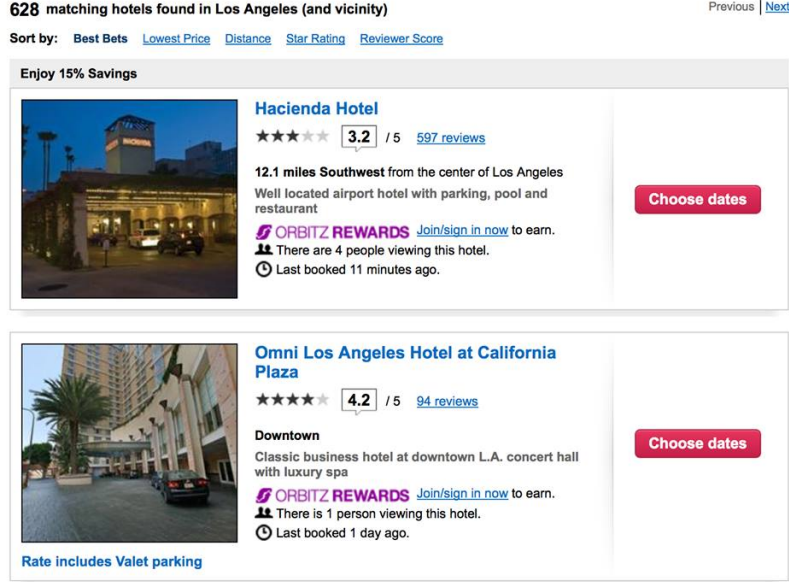 628 matching hotels found in Los Angeles (and vicinity)
Previous | Next
Sort by: Best Bets Lowest Price Distance Star Rating Reviewer Score
Enjoy 15% Savings
Hacienda Hotel
3.2 / 5 597 reviews
12.1 miles Southwest from the center of Los Angeles
Well located airport hotel with parking, pool and
restaurant
ORBITZ REWARDS Join/sign in now to earn.
There are 4 people viewing this hotel.
Last booked 11 minutes ago.
Choose dates
HACIENDA
Omni Los Angeles Hotel at California
Plaza
4.2 / 5 94 reviews
Downtown
Classic business hotel at downtown L.A. concert hall
with luxury spa
ORBITZ REWARDS Join/sign in now to earn.
There is 1 person viewing this hotel.
Last booked 1 day ago.
Choose dates
Rate includes Valet parking